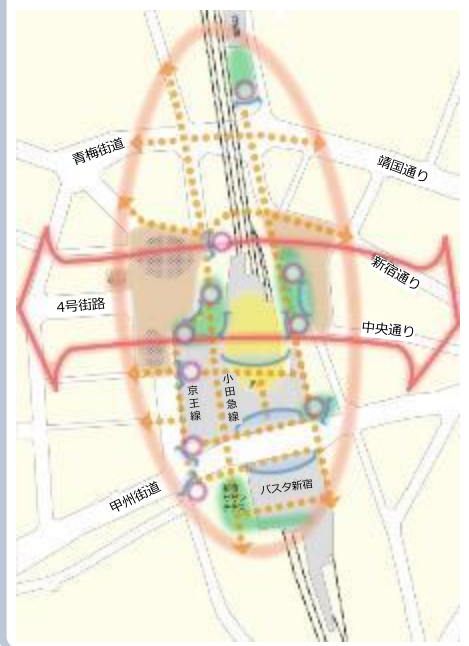 青梅街道
靖国通り
新宿通り
4号街路
中央通り
京王線
小田急線
甲州街道
バスタ新宿